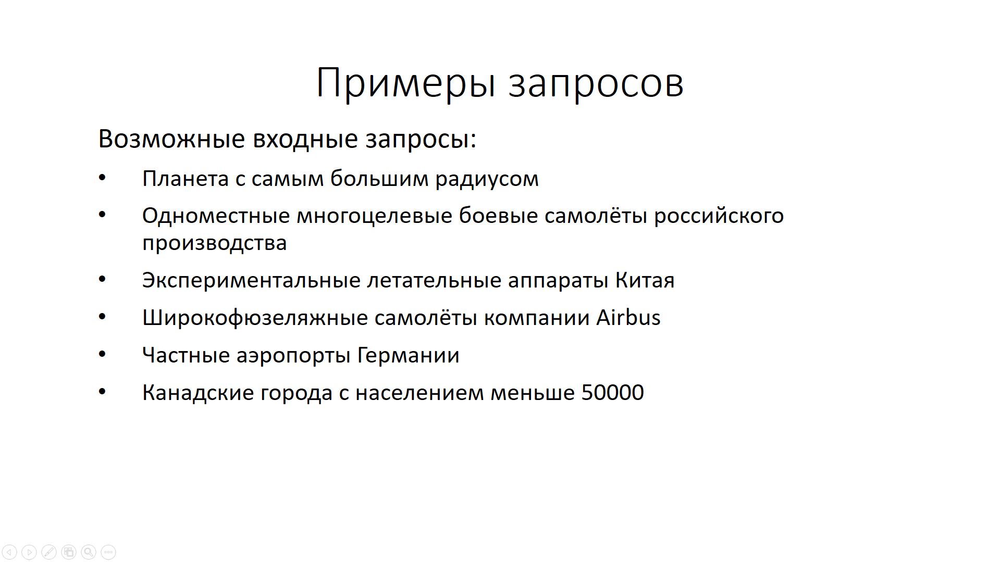 Примеры запросов
Возможные входные запросы:
• Планета с самым большим радиусом
• Одноместные многоцелевые боевые самолёты российского
производства
• Экспериментальные летательные аппараты Китая
• Широкофюзеляжные самолёты компании Airbus
• Частные аэропорты Германии
• Канадские города с населением меньше 50000